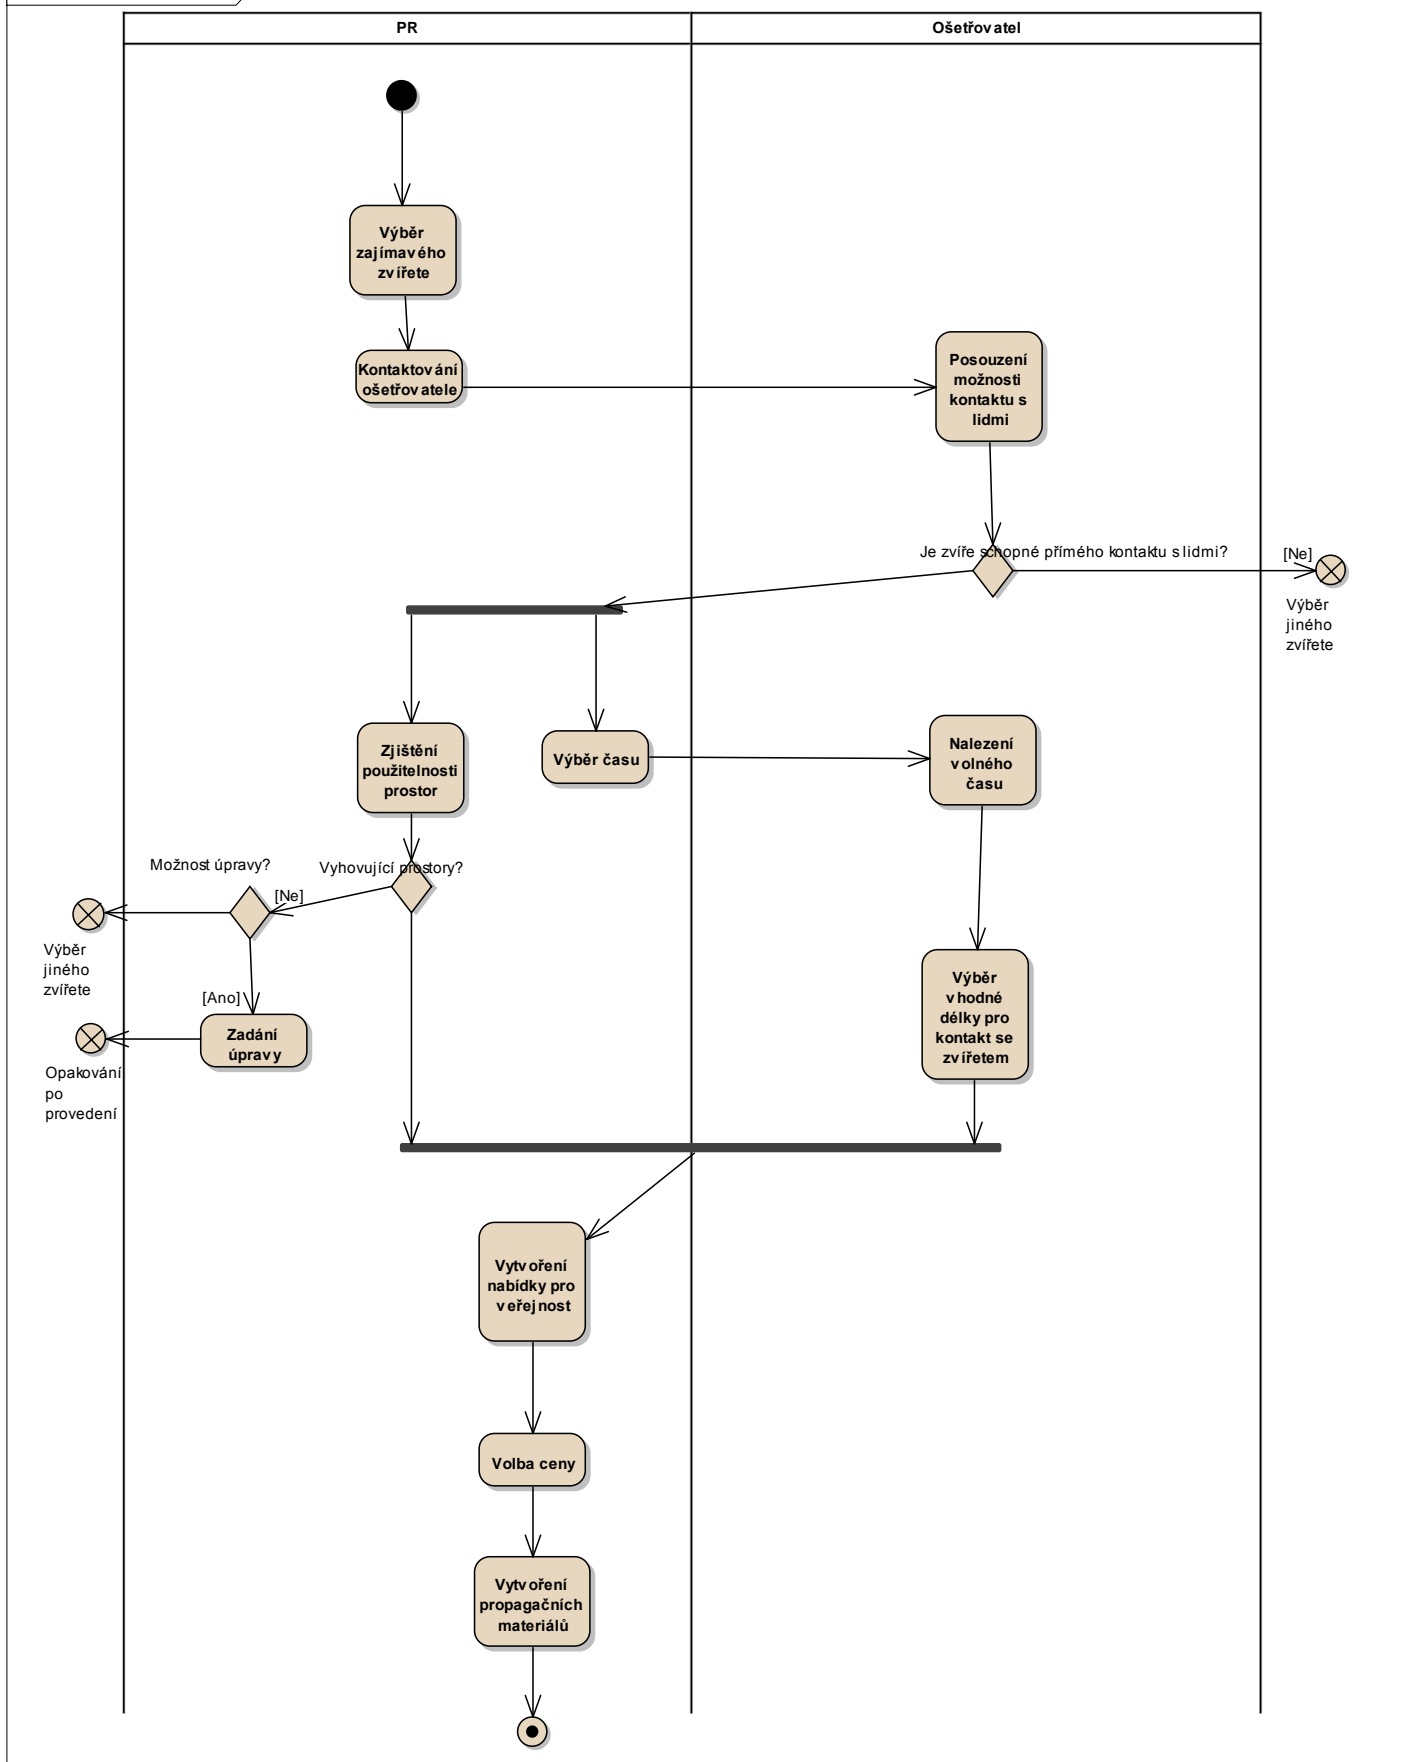 PR
Ošetřovatel
Výběr
zajímavého
zvířete
Kontaktování
ošetřovatele
Posouzení
možnosti
kontaktu s
lidmi
Je zvíře schopné přímého kontaktu s lidmi?
[Ne]
Výběr
jiného
zvířete
Zjištění
použitelnosti
prostor
Výběr času
Nalezení
volného
času
Možnost úpravy?
Vyhovující prostory?
[Ne]
Výběr
jiného
zvířete
[Ano]
Zadání
úpravy
Opakování
po
provedení
Výběr
vhodné
délky pro
kontakt se
zvířetem
Vytvoření
nabídky pro
veřejnost
Volba ceny
Vytvoření
propagačních
materiálů